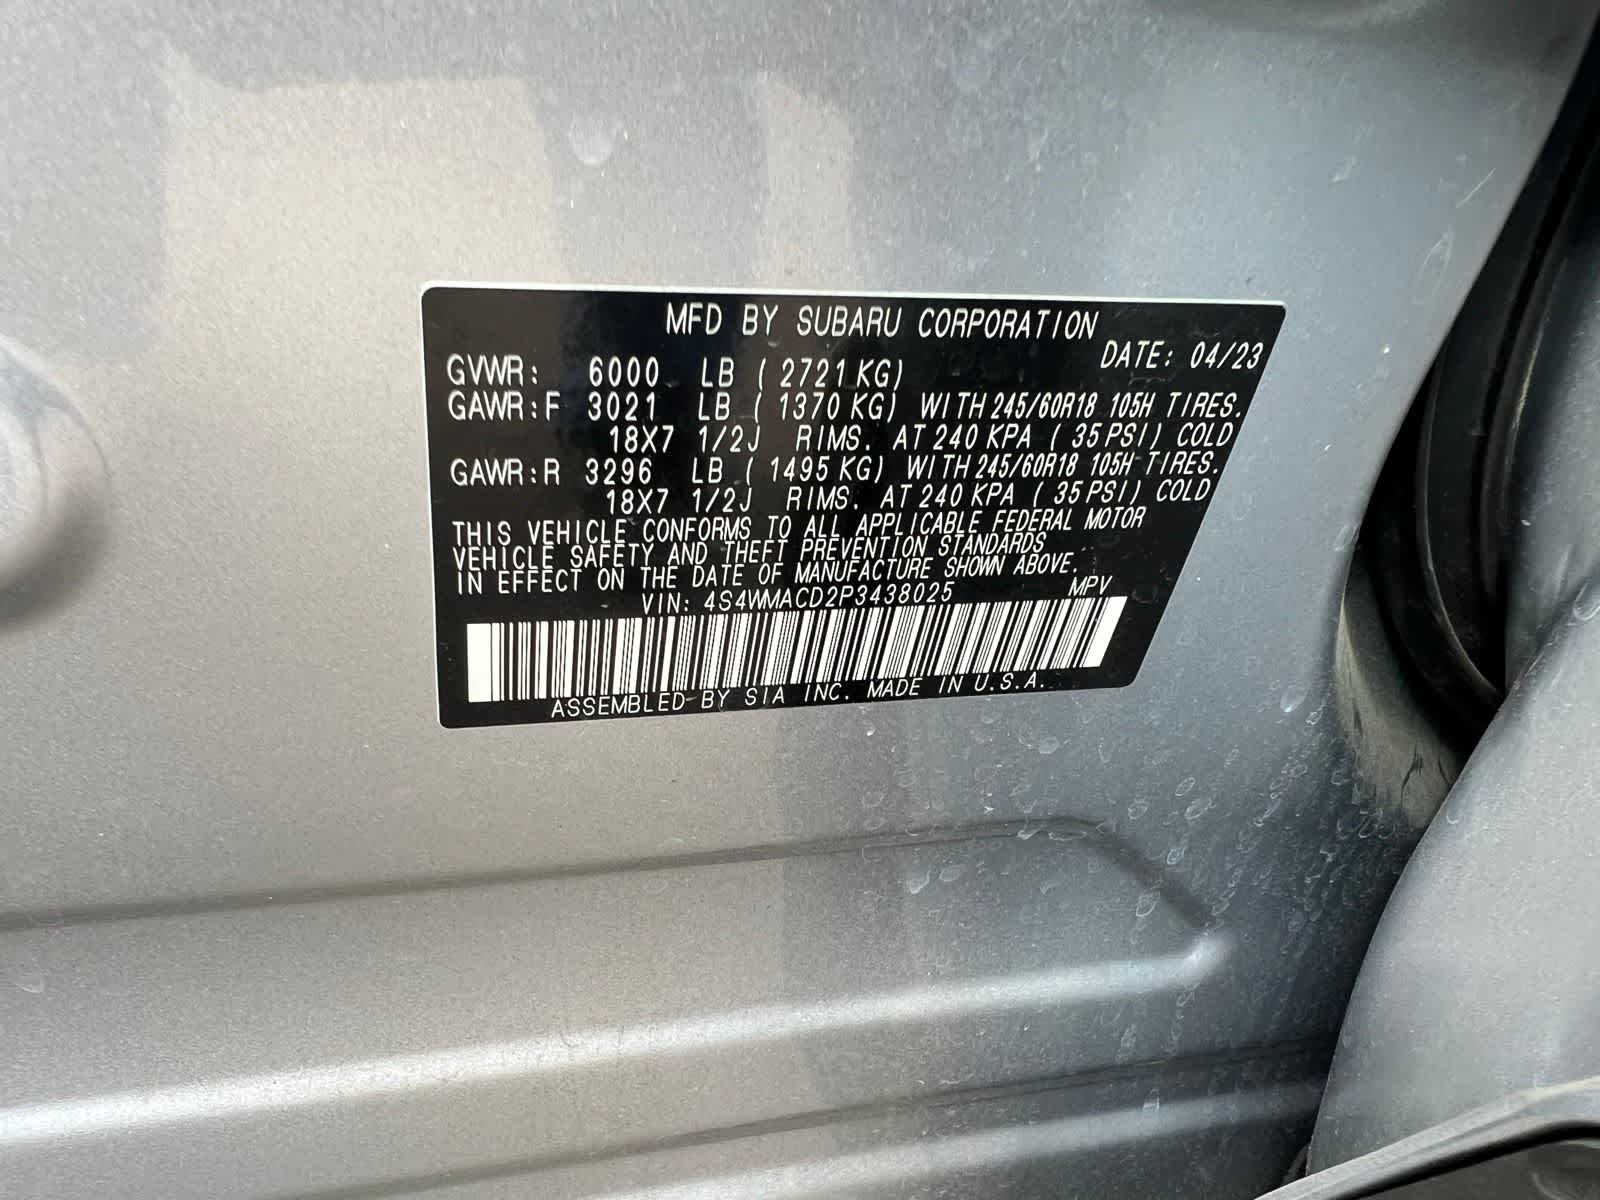 MFD BY SUBARU CORPORATION
DATE: 04/23
GVWR: 6000 LB ( 2721 KG)
GAWR:F 3021 LB ( 1370 KG) WITH 245/60R18 105H TIRES.
18X7 1/2J RIMS. AT 240 KPA ( 35 PSI) COLD
GAWR:R 3296 LB ( 1495 KG) WITH 245/60R18 105H TIRES.
18X7 1/2J RIMS. AT 240 KPA ( 35 PSI) COLD
THIS VEHICLE CONFORMS TO ALL APPLICABLE FEDERAL MOTOR
VEHICLE SAFETY AND THEFT PREVENTION STANDARDS
IN EFFECT ON THE DATE OF MANUFACTURE SHOWN ABOVE.
VIN: 4S4WMACD2P3438025 MPV
ASSEMBLED BY SIA INC. MADE IN U.S.A.